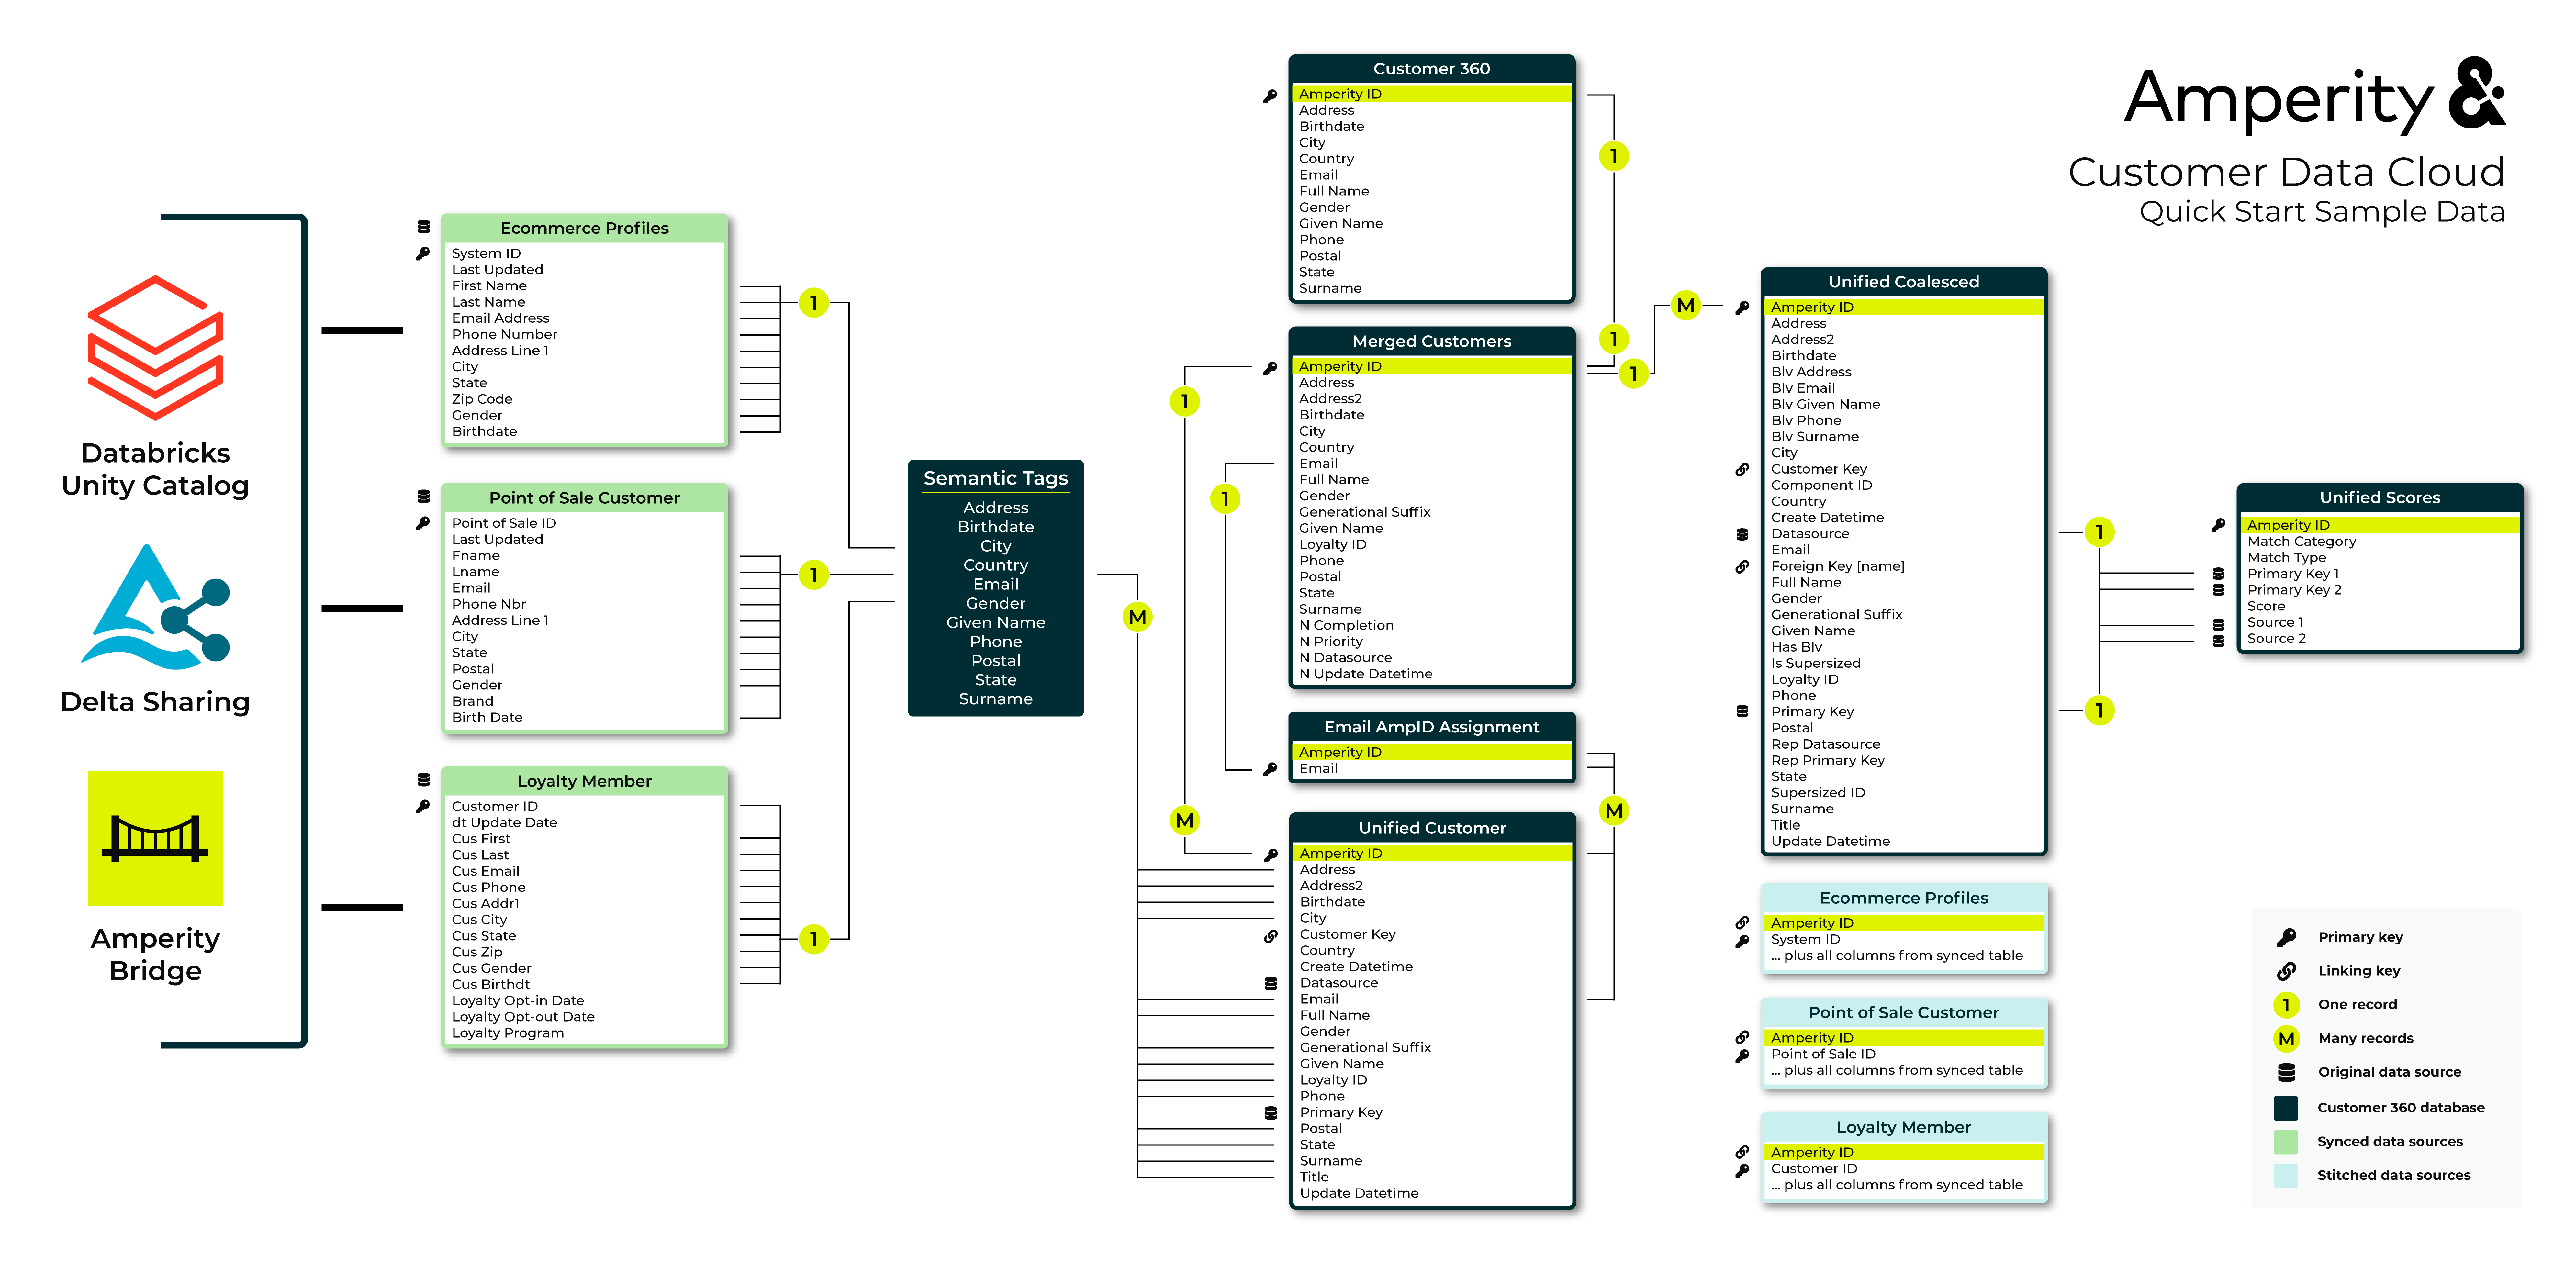 Amperity &
Customer Data Cloud
Quick Start Sample Data
Databricks
Unity Catalog
Delta Sharing
Amperity
Bridge
Ecommerce Profiles
System ID
Last Updated
First Name
Last Name
Email Address
Phone Number
Address Line 1
City
State
Zip Code
Gender
Birthdate
1
Point of Sale Customer
Point of Sale ID
Last Updated
Fname
Lname
Email
Phone Nbr
Address Line 1
City
State
Postal
Gender
Brand
Birth Date
1
Loyalty Member
Customer ID
dt Update Date
Cus First
Cus Last
Cus Email
Cus Phone
Cus Addr1
Cus City
Cus State
Cus Zip
Cus Gender
Cus Birthdt
Loyalty Opt-in Date
Loyalty Opt-out Date
Loyalty Program
1
Semantic Tags
Address
Birthdate
City
Country
Email
Gender
Given Name
Phone
Postal
State
Surname
M
1
1
M
Customer 360
Amperity ID
Address
Birthdate
City
Country
Email
Full Name
Gender
Given Name
Phone
Postal
State
Surname
1
1
1
M
Merged Customers
Amperity ID
Address
Address2
Birthdate
City
Country
Email
Full Name
Gender
Generational Suffix
Given Name
Loyalty ID
Phone
Postal
State
Surname
N Completion
N Priority
N Datasource
N Update Datetime
Email AmpID Assignment
Amperity ID
Email
M
Unified Customer
Amperity ID
Address
Address2
Birthdate
City
Customer Key
Country
Create Datetime
Datasource
Email
Full Name
Gender
Generational Suffix
Given Name
Loyalty ID
Phone
Primary Key
Postal
State
Surname
Title
Update Datetime
Unified Coalesced
Amperity ID
Address
Address2
Birthdate
Blv Address
Blv Email
Blv Given Name
Blv Phone
Blv Surname
City
Customer Key
Component ID
Country
Create Datetime
Datasource
Email
Foreign Key [name]
Full Name
Gender
Generational Suffix
Given Name
Has Blv
Is Supersized
Loyalty ID
Phone
Primary Key
Postal
Rep Datasource
Rep Primary Key
State
Supersized ID
Surname
Title
Update Datetime
1
1
Unified Scores
Amperity ID
Match Category
Match Type
Primary Key 1
Primary Key 2
Score
Source 1
Source 2
Ecommerce Profiles
Amperity ID
System ID
... plus all columns from synced table
Point of Sale Customer
Amperity ID
Point of Sale ID
... plus all columns from synced table
Loyalty Member
Amperity ID
Customer ID
... plus all columns from synced table
Primary key
Linking key
1 One record
M Many records
Original data source
Customer 360 database
Synced data sources
Stitched data sources